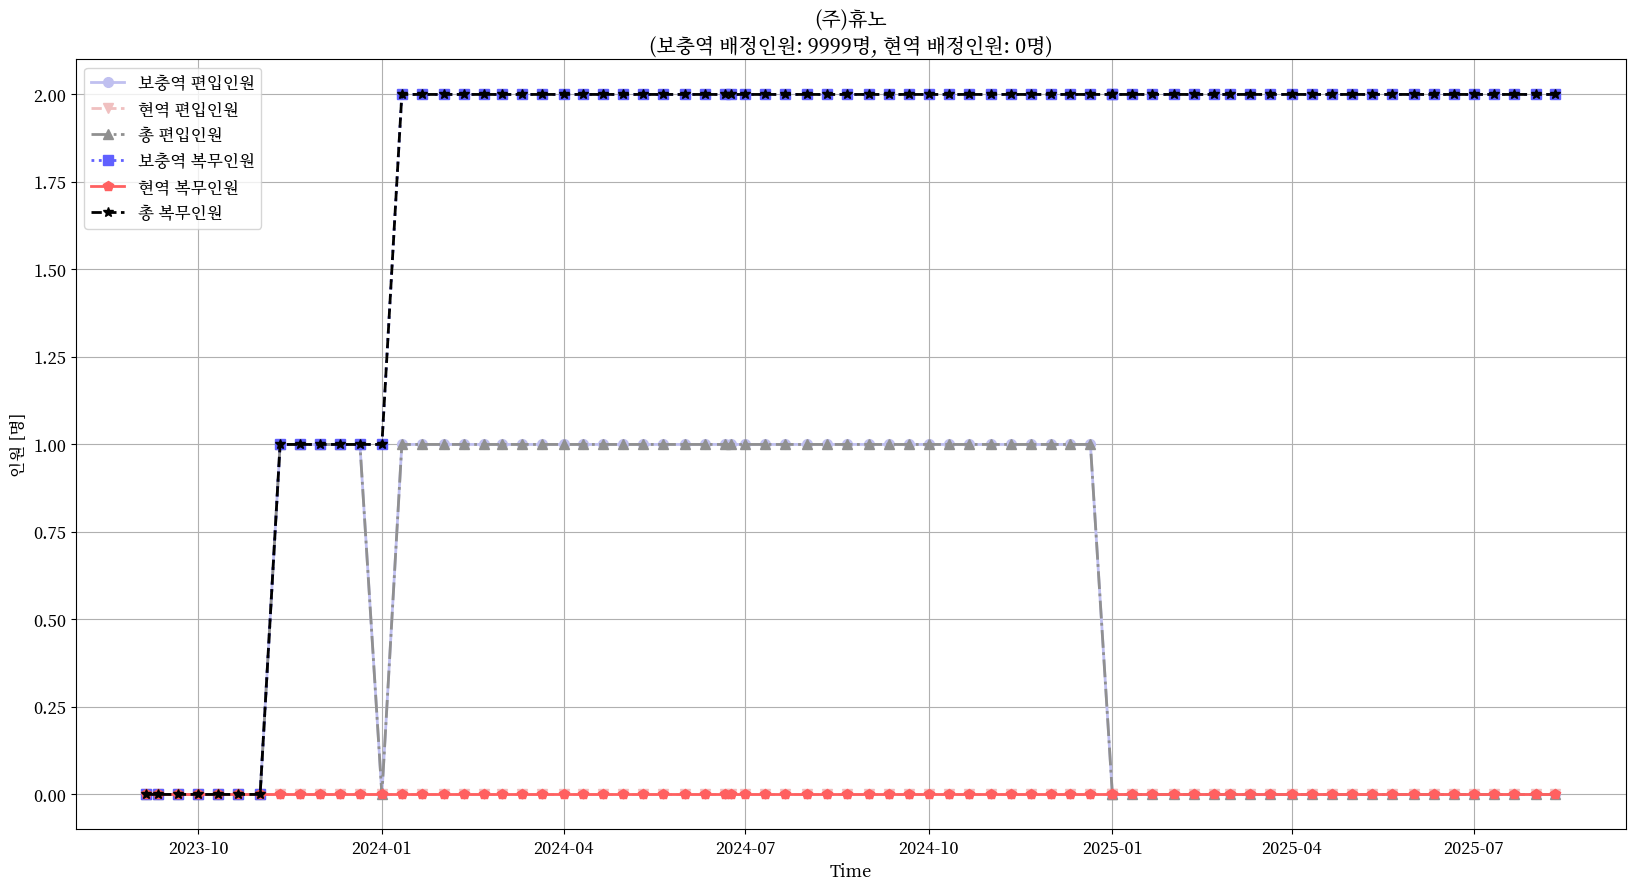 (주)휴노
(보충역 배정인원: 9999명, 현역 배정인원: 0명)
보충역 편입인원
현역 편입인원
총 편입인원
보충역 복무인원
현역 복무인원
총 복무인원
2.00
1.75
1.50
1.25
1.00
0.75
0.50
0.25
0.00
인원 [명]
2023-10
2024-01
2024-04
2024-07
2024-10
2025-01
2025-04
2025-07
Time